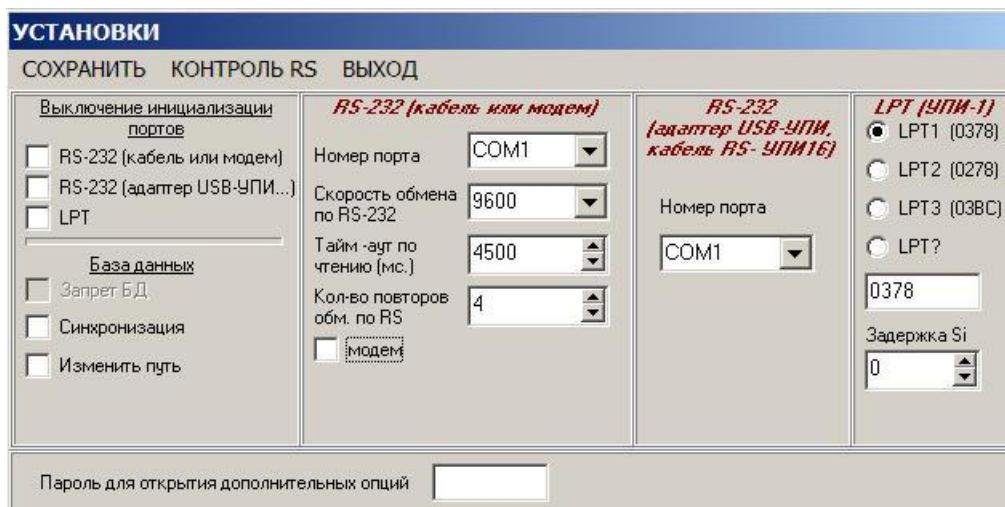 УСТАНОВКИ
СОХРАНИТЬ КОНТРОЛЬ RS ВЫХОД
Выключение инициализации
портов
RS-232 (кабель или модем)
RS-232 (адаптер USB-УПИ...)
LPT
База данных
Запрет БД
Синхронизация
Изменить путь
RS-232 (кабель или модем)
Номер порта
COM1
Скорость обмена
по RS-232
9600
Тайм -аут по
чтению (мс.)
4500
Кол-во повторов
обм. по RS
4
модем
RS-232
(адаптер USB-УПИ,
кабель RS- УПИ16)
Номер порта
COM1
LPT (УПИ-1)
LPT1 (0378)
LPT2 (0278)
LPT3 (03BC)
LPT?
0378
Задержка Si
0
Пароль для открытия дополнительных опций